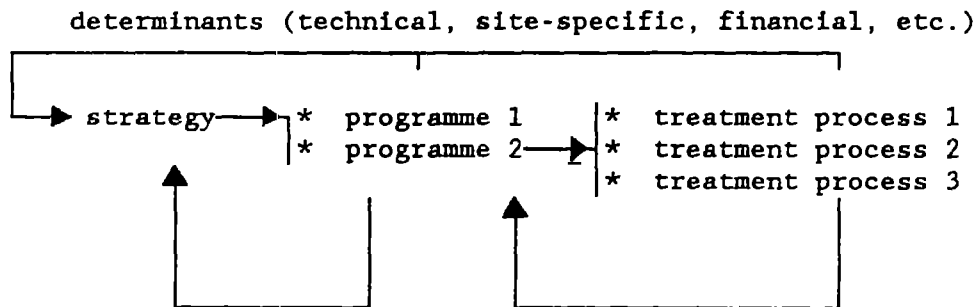 determinants (technical, site-specific, financial, etc.)
strategy * programme 1 * treatment process 1
* programme 2 * treatment process 2
* treatment process 3